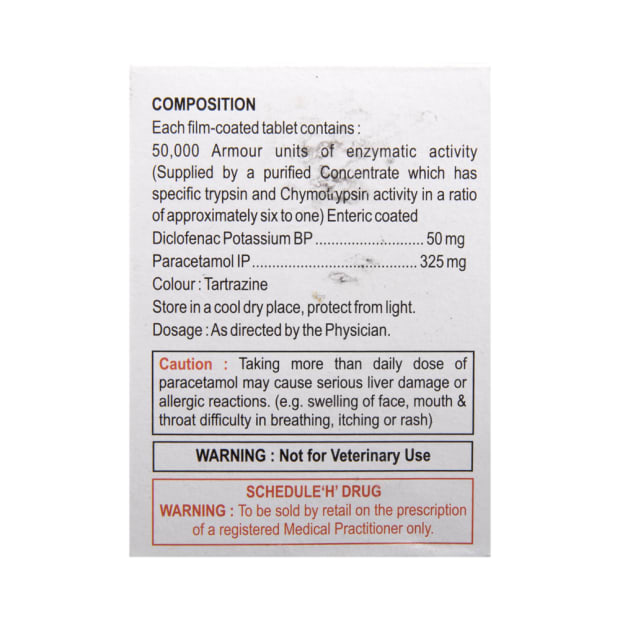 COMPOSITION
Each film-coated tablet contains :
50,000 Armour units of enzymatic activity
(Supplied by a purified Concentrate which has
specific trypsin and Chymotrypsin activity in a ratio
of approximately six to one) Enteric coated
Diclofenac Potassium BP ........................... 50 mg
Paracetamol IP......................................... 325 mg
Colour : Tartrazine
Store in a cool dry place, protect from light.
Dosage : As directed by the Physician.
Caution : Taking more than daily dose of
paracetamol may cause serious liver damage or
allergic reactions. (e.g. swelling of face, mouth &
throat difficulty in breathing, itching or rash)
WARNING : Not for Veterinary Use
SCHEDULE'H' DRUG
WARNING : To be sold by retail on the prescription
of a registered Medical Practitioner only.